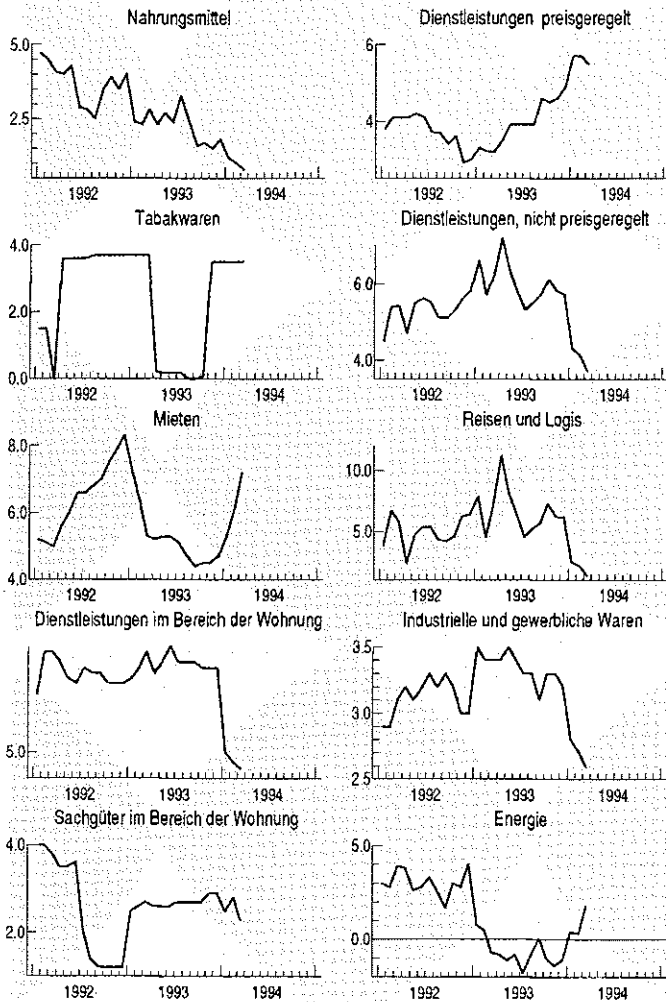 Nahrungsmittel
5.0
2.5
1992 1993 1994
Dienstleistungen preisgeregelt
6
4
1992 1993 1994
Tabakwaren
4.0
2.0
0.0
1992 1993 1994
Dienstleistungen, nicht preisgeregelt
6.0
4.0
1992 1993 1994
Mieten
8.0
6.0
4.0
1992 1993 1994
Reisen und Logis
10.0
5.0
1992 1993 1994
Dienstleistungen im Bereich der Wohnung
5.0
1992 1993 1994
Industrielle und gewerbliche Waren
3.5
3.0
2.5
1992 1993 1994
Sachgüter im Bereich der Wohnung
4.0
2.0
1992 1993 1994
Energie
5.0
0.0
1992 1993 1994